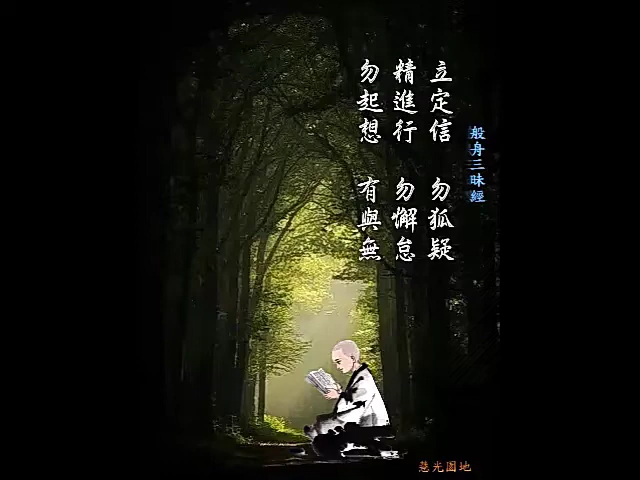 般舟三昧經
立定信 勿狐疑
精進行 勿懈怠
勿起想 有與無
慧光園地